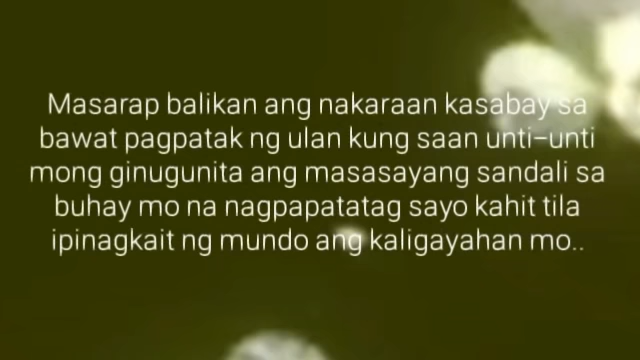 Masarap balikan ang nakaraan kasabay sa
bawat pagpatak ng ulan kung saan unti-unti
mong ginugunita ang masasayang sandali sa
buhay mo na nagpapatatag sayo kahit tila
ipinagkait ng mundo ang kaligayahan mo..